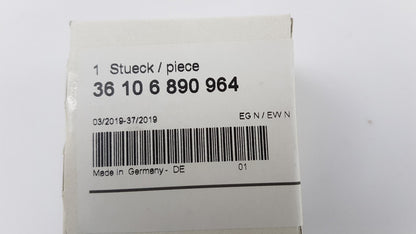 1 Stueck / piece
36 10 6 890 964
03/2019-37/2019 EG N / EW N
Made in Germany - DE 01